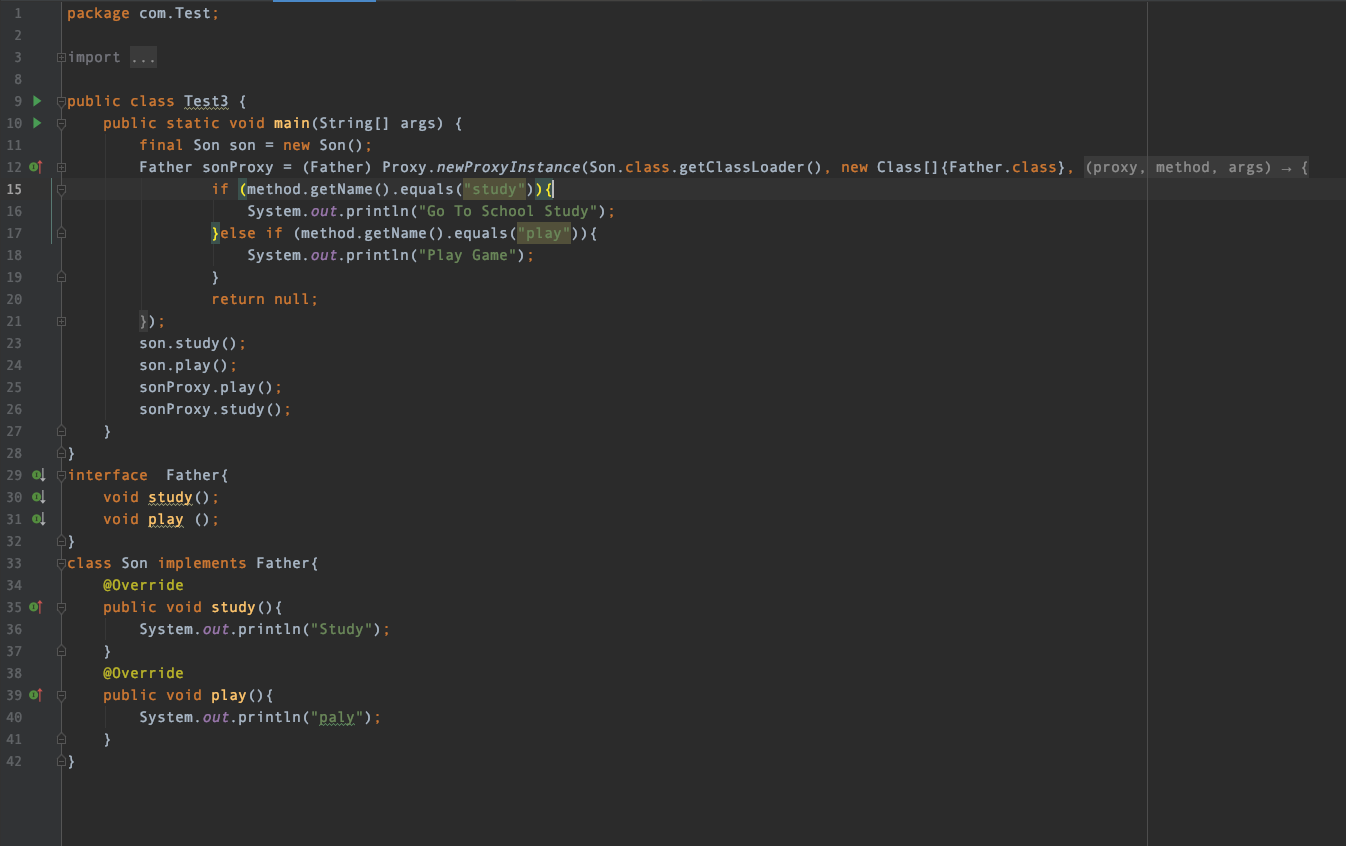 1 package com.Test;
2
3 import ...
8
9 public class Test3 {
10     public static void main(String[] args) {
11         final Son son = new Son();
12         Father sonProxy = (Father) Proxy.newProxyInstance(Son.class.getClassLoader(), new Class[]{Father.class}, (proxy, method, args) → {
15                 if (method.getName().equals("study")){
16                     System.out.println("Go To School Study");
17                 }else if (method.getName().equals("play")){
18                     System.out.println("Play Game");
19                 }
20                 return null;
21         });
23         son.study();
24         son.play();
25         sonProxy.play();
26         sonProxy.study();
27     }
28 }
29 interface  Father{
30     void study();
31     void play ();
32 }
33 class Son implements Father{
34     @Override
35     public void study(){
36         System.out.println("Study");
37     }
38     @Override
39     public void play(){
40         System.out.println("paly");
41     }
42 }